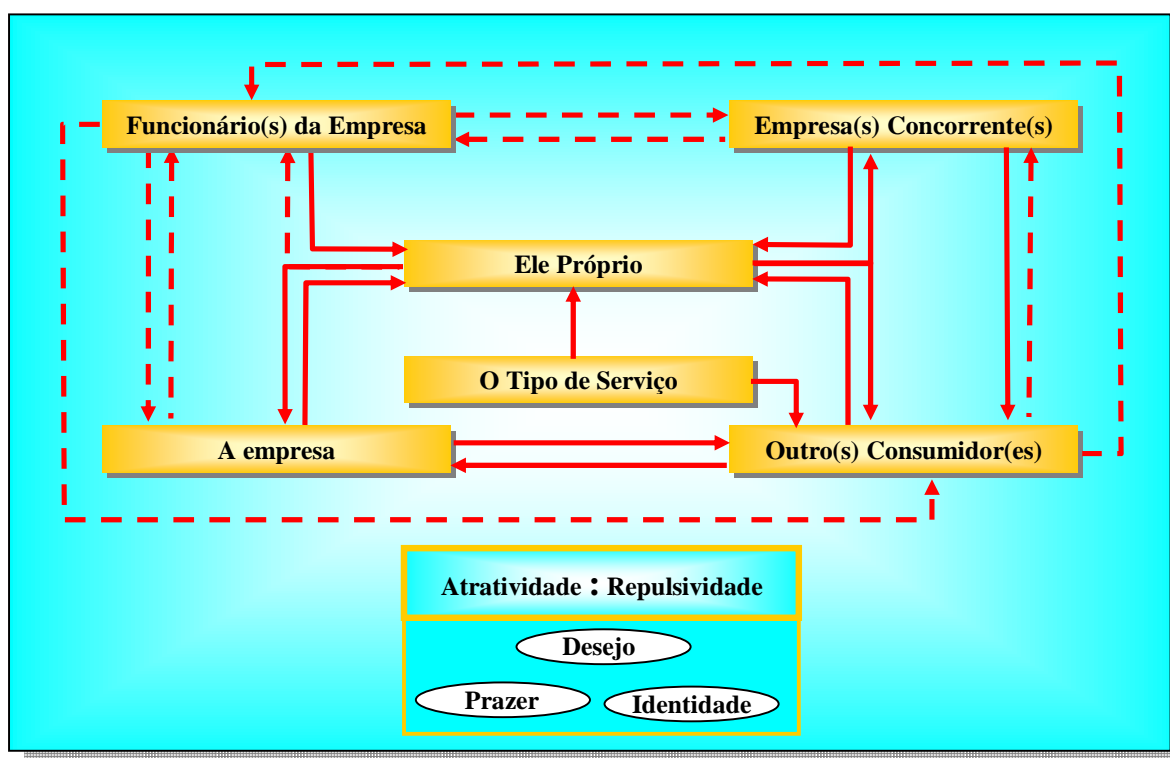 Funcionário(s) da Empresa
Empresa(s) Concorrente(s)
Ele Próprio
O Tipo de Serviço
A empresa
Outro(s) Consumidor(es)
Atratividade : Repulsividade
Desejo
Prazer
Identidade